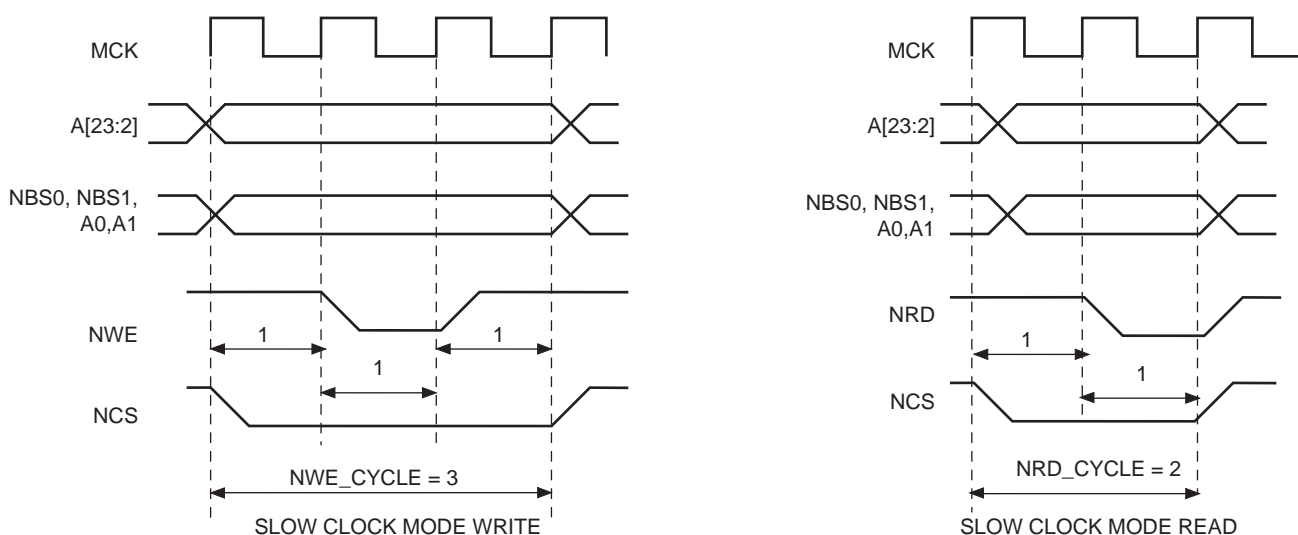 MCK
A[23:2]
NBS0, NBS1,
A0,A1
NWE
1
1
1
NCS
NWE_CYCLE = 3
SLOW CLOCK MODE WRITE
MCK
A[23:2]
NBS0, NBS1,
A0,A1
NRD
1
1
NCS
NRD_CYCLE = 2
SLOW CLOCK MODE READ